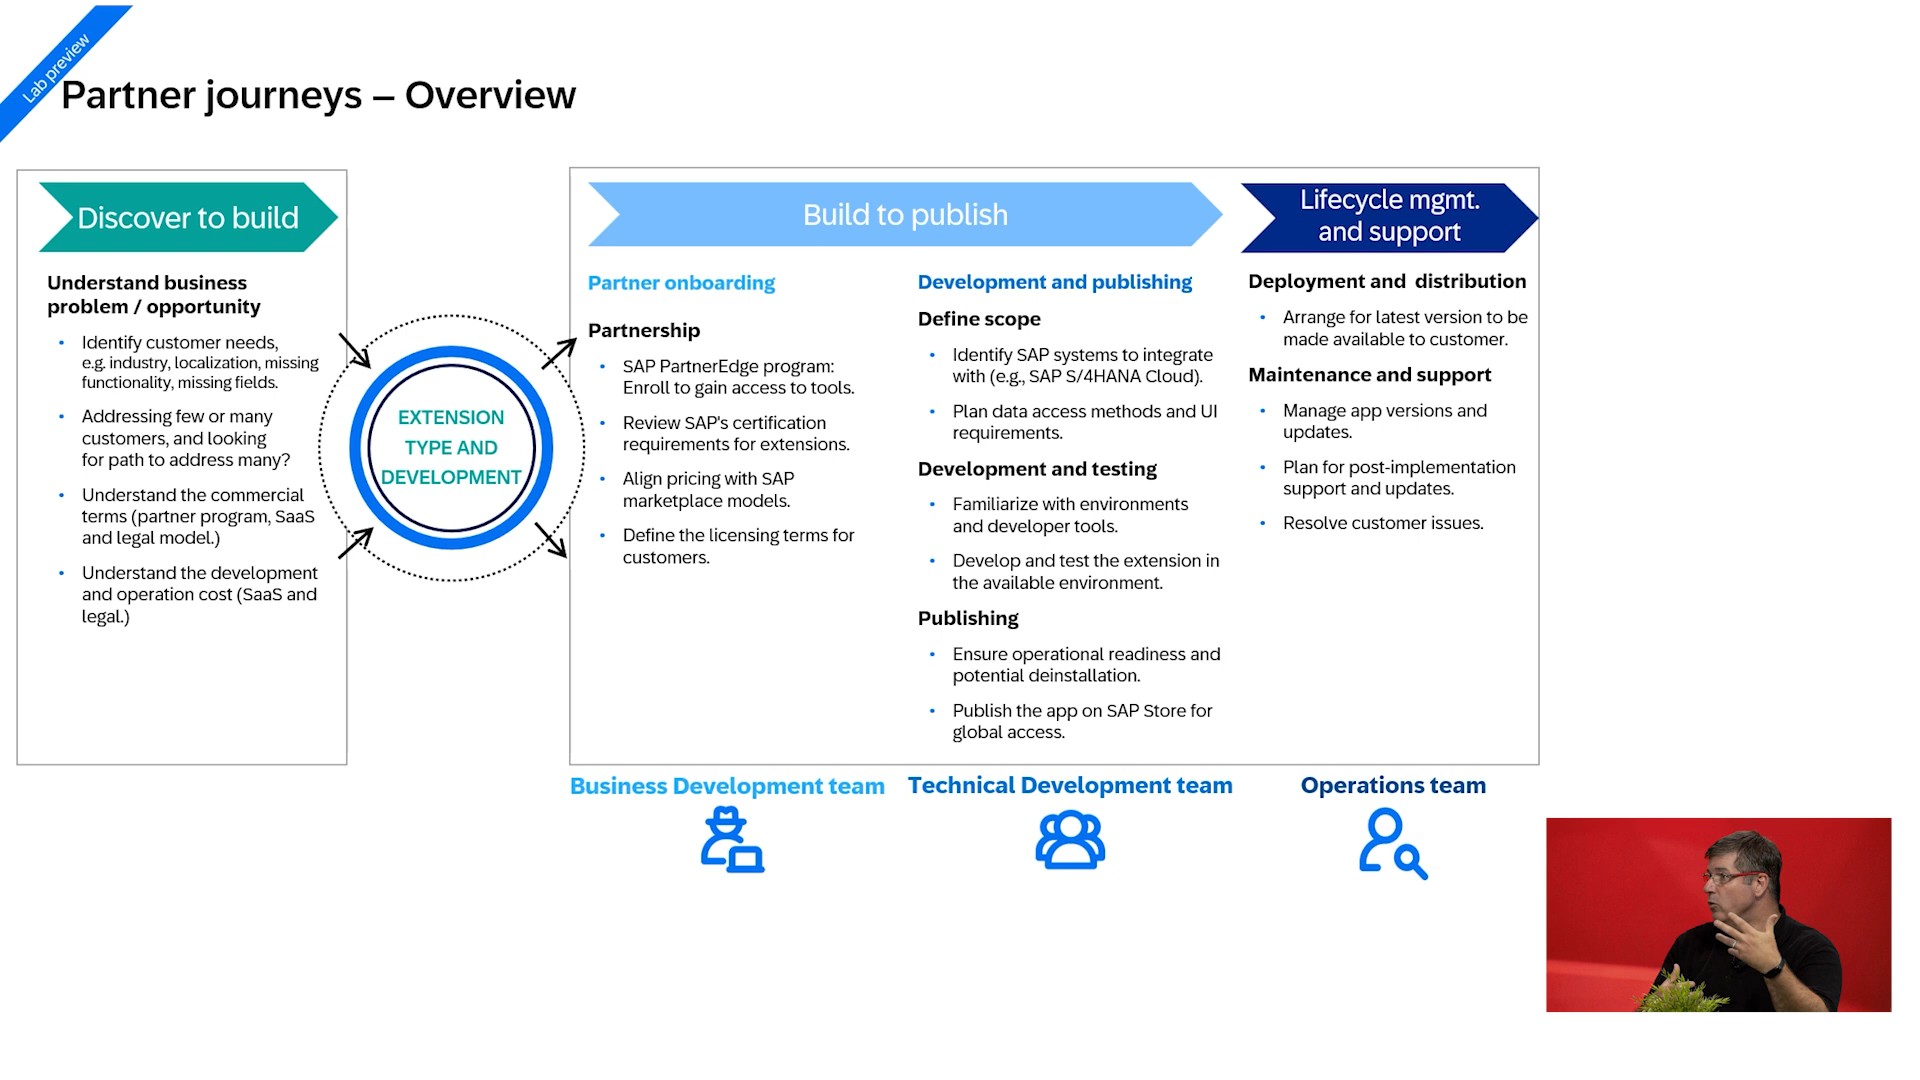 Lab preview
Partner journeys – Overview
Discover to build
Understand business
problem / opportunity
• Identify customer needs,
e.g. industry, localization, missing
functionality, missing fields.
• Addressing few or many
customers, and looking
for path to address many?
• Understand the commercial
terms (partner program, SaaS
and legal model.)
• Understand the development
and operation cost (SaaS and
legal.)
EXTENSION
TYPE AND
DEVELOPMENT
Build to publish
Partner onboarding
Partnership
• SAP PartnerEdge program:
Enroll to gain access to tools.
• Review SAP's certification
requirements for extensions.
• Align pricing with SAP
marketplace models.
• Define the licensing terms for
customers.
Development and publishing
Define scope
• Identify SAP systems to integrate
with (e.g., SAP S/4HANA Cloud).
• Plan data access methods and UI
requirements.
Development and testing
• Familiarize with environments
and developer tools.
• Develop and test the extension in
the available environment.
Publishing
• Ensure operational readiness and
potential deinstallation.
• Publish the app on SAP Store for
global access.
Lifecycle mgmt.
and support
Deployment and distribution
• Arrange for latest version to be
made available to customer.
Maintenance and support
• Manage app versions and
updates.
• Plan for post-implementation
support and updates.
• Resolve customer issues.
Business Development team
Technical Development team
Operations team